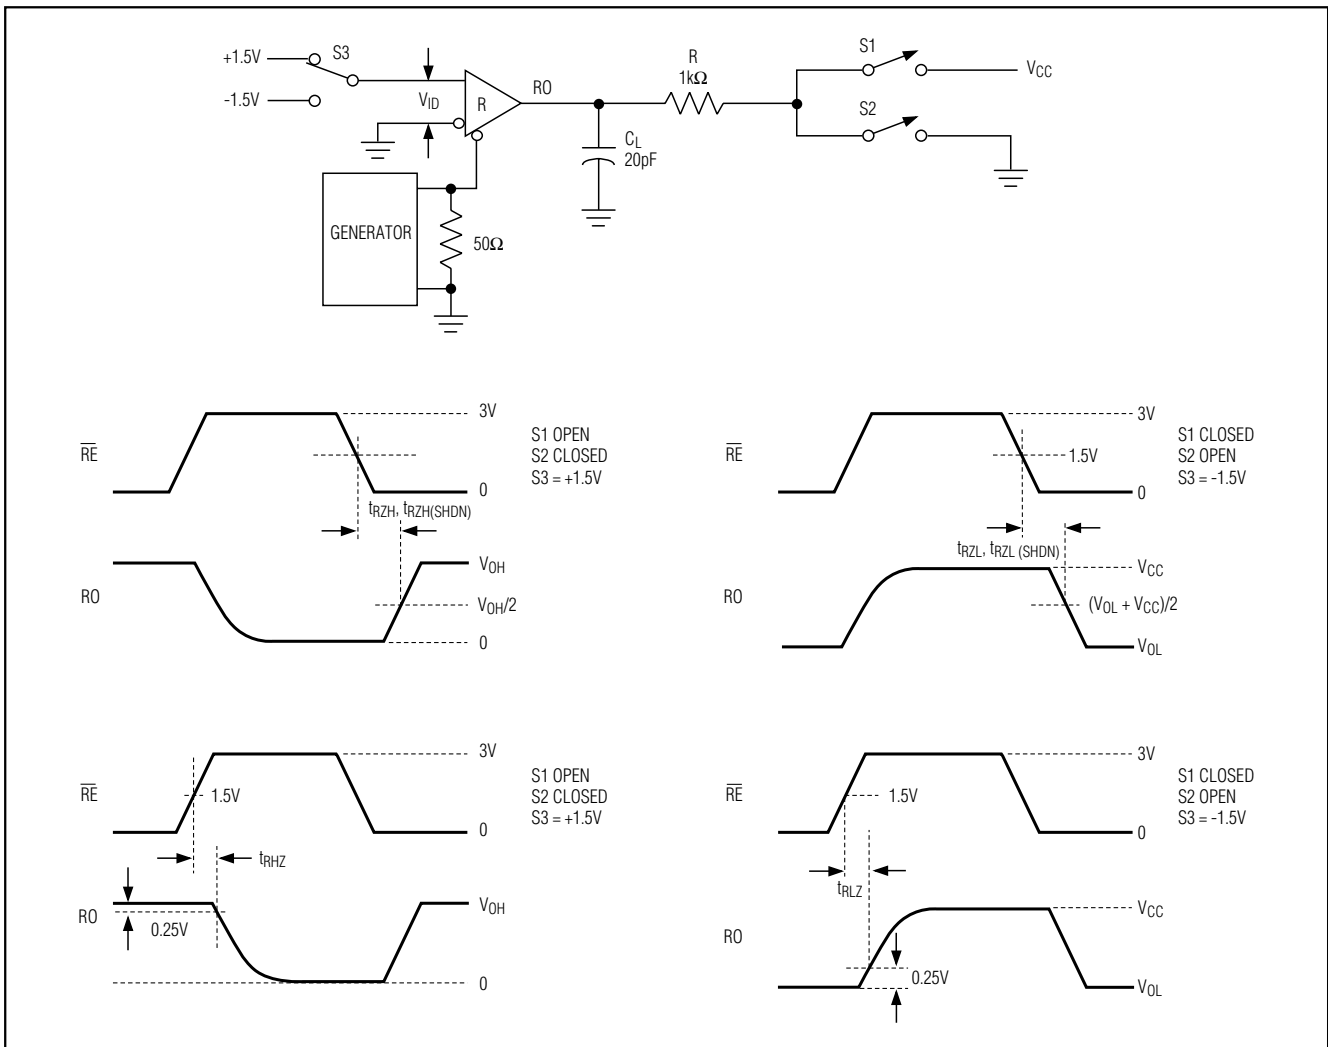 +1.5V
S3
-1.5V
V_ID
R
RO
R
1kΩ
C_L
20pF
S1
V_CC
S2
GENERATOR
50Ω
R̅E̅
3V
0
S1 OPEN
S2 CLOSED
S3 = +1.5V
t_RZH, t_RZH(SHDN)
RO
V_OH
V_OH/2
0
R̅E̅
3V
1.5V
0
S1 CLOSED
S2 OPEN
S3 = -1.5V
t_RZL, t_RZL (SHDN)
RO
V_CC
(V_OL + V_CC)/2
V_OL
R̅E̅
3V
1.5V
0
S1 OPEN
S2 CLOSED
S3 = +1.5V
t_RHZ
RO
0.25V
V_OH
0
R̅E̅
3V
1.5V
0
S1 CLOSED
S2 OPEN
S3 = -1.5V
t_RLZ
RO
V_CC
0.25V
V_OL